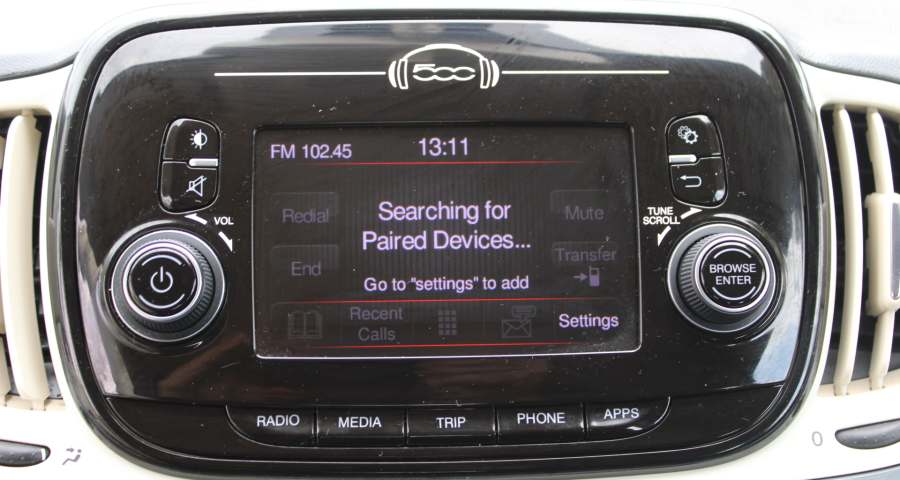 500
FM 102.45
13:11
VOL
TUNE
SCROLL
Redial
Searching for
Paired Devices...
Mute
End
Transfer
Go to "settings" to add
BROWSE
ENTER
Recent
Calls
Settings
RADIO
MEDIA
TRIP
PHONE
APPS
0